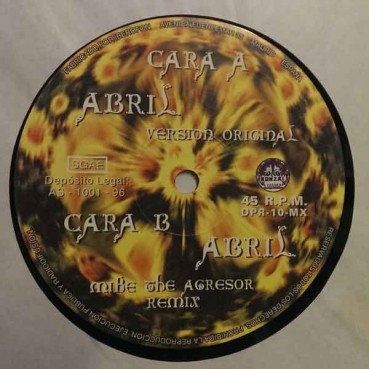 CARA A
ABRIL
VERSION ORIGINAL
SGAE
Depósito Legal:
AS - 1001 - 96
45 R.P.M.
DPR-10-MX
CARA B
ABRIL
MIKE THE AGRESOR
REMIX